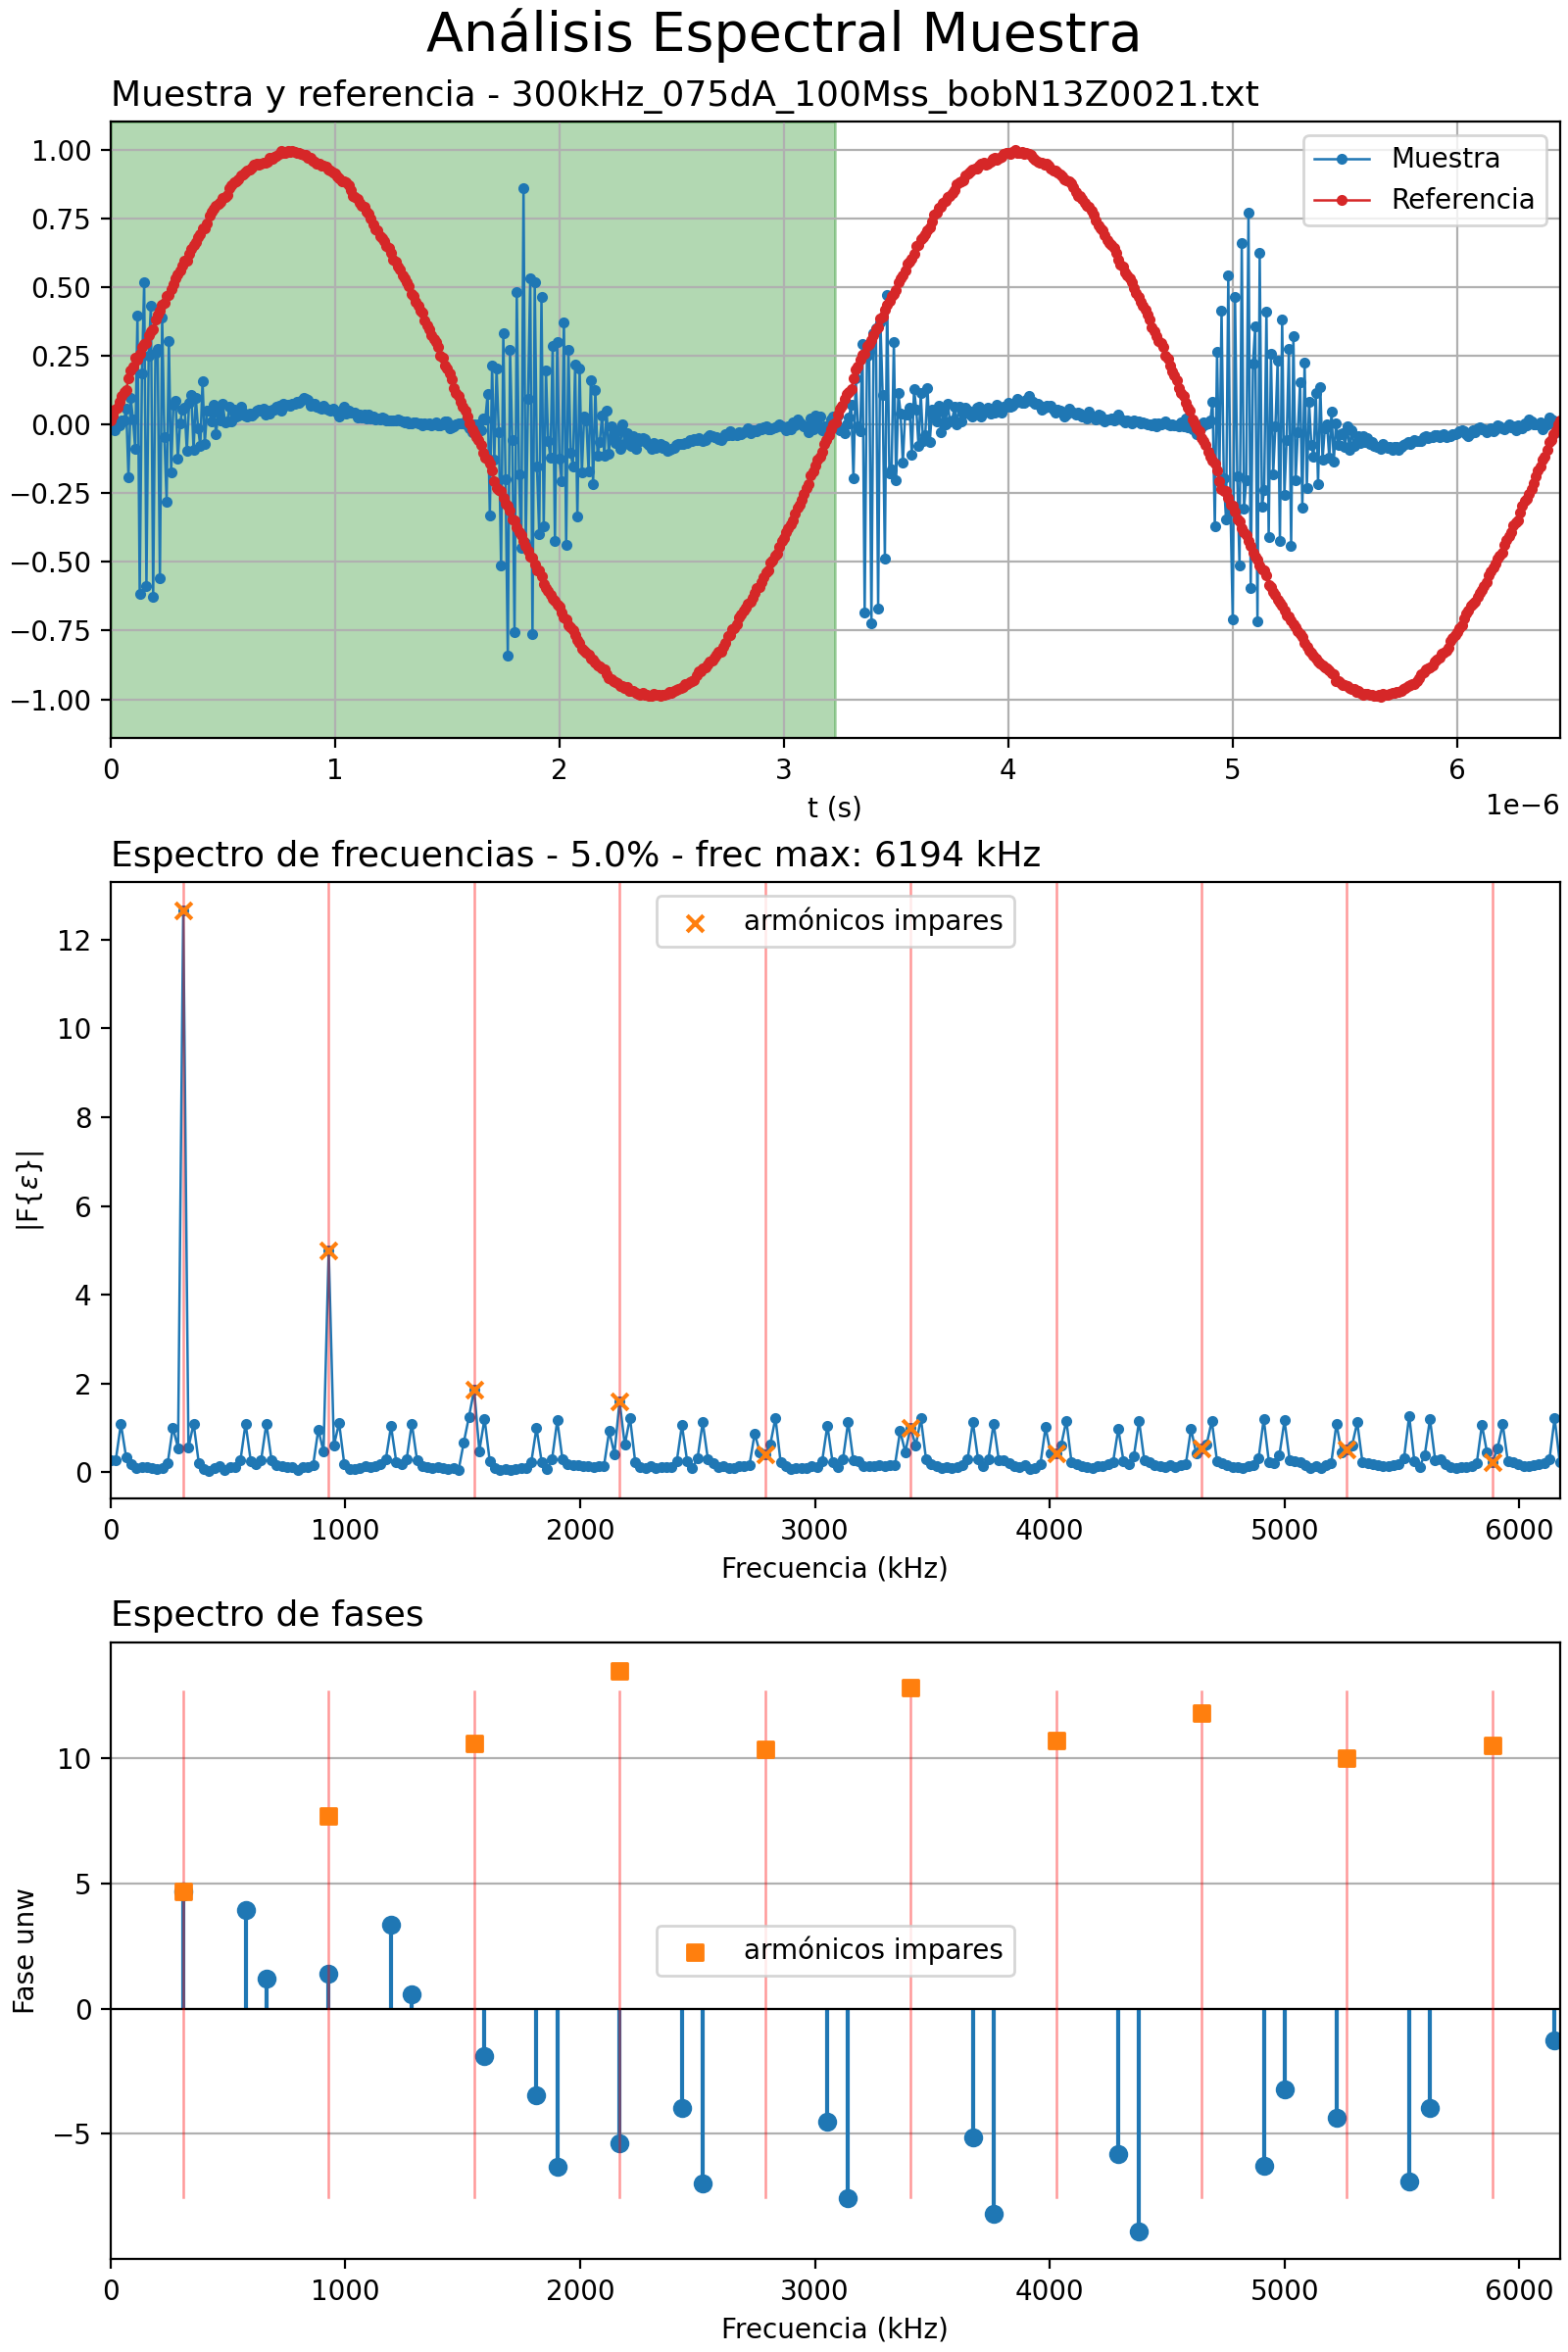 Análisis Espectral Muestra
Muestra y referencia - 300kHz_075dA_100Mss_bobN13Z0021.txt
Muestra
Referencia
1.00
0.75
0.50
0.25
0.00
−0.25
−0.50
−0.75
−1.00
0 1 2 3 4 5 6
t (s)
1e−6
Espectro de frecuencias - 5.0% - frec max: 6194 kHz
armónicos impares
12
10
8
6
4
2
0
|F{ε}|
0 1000 2000 3000 4000 5000 6000
Frecuencia (kHz)
Espectro de fases
10
5
0
−5
Fase unw
armónicos impares
0 1000 2000 3000 4000 5000 6000
Frecuencia (kHz)